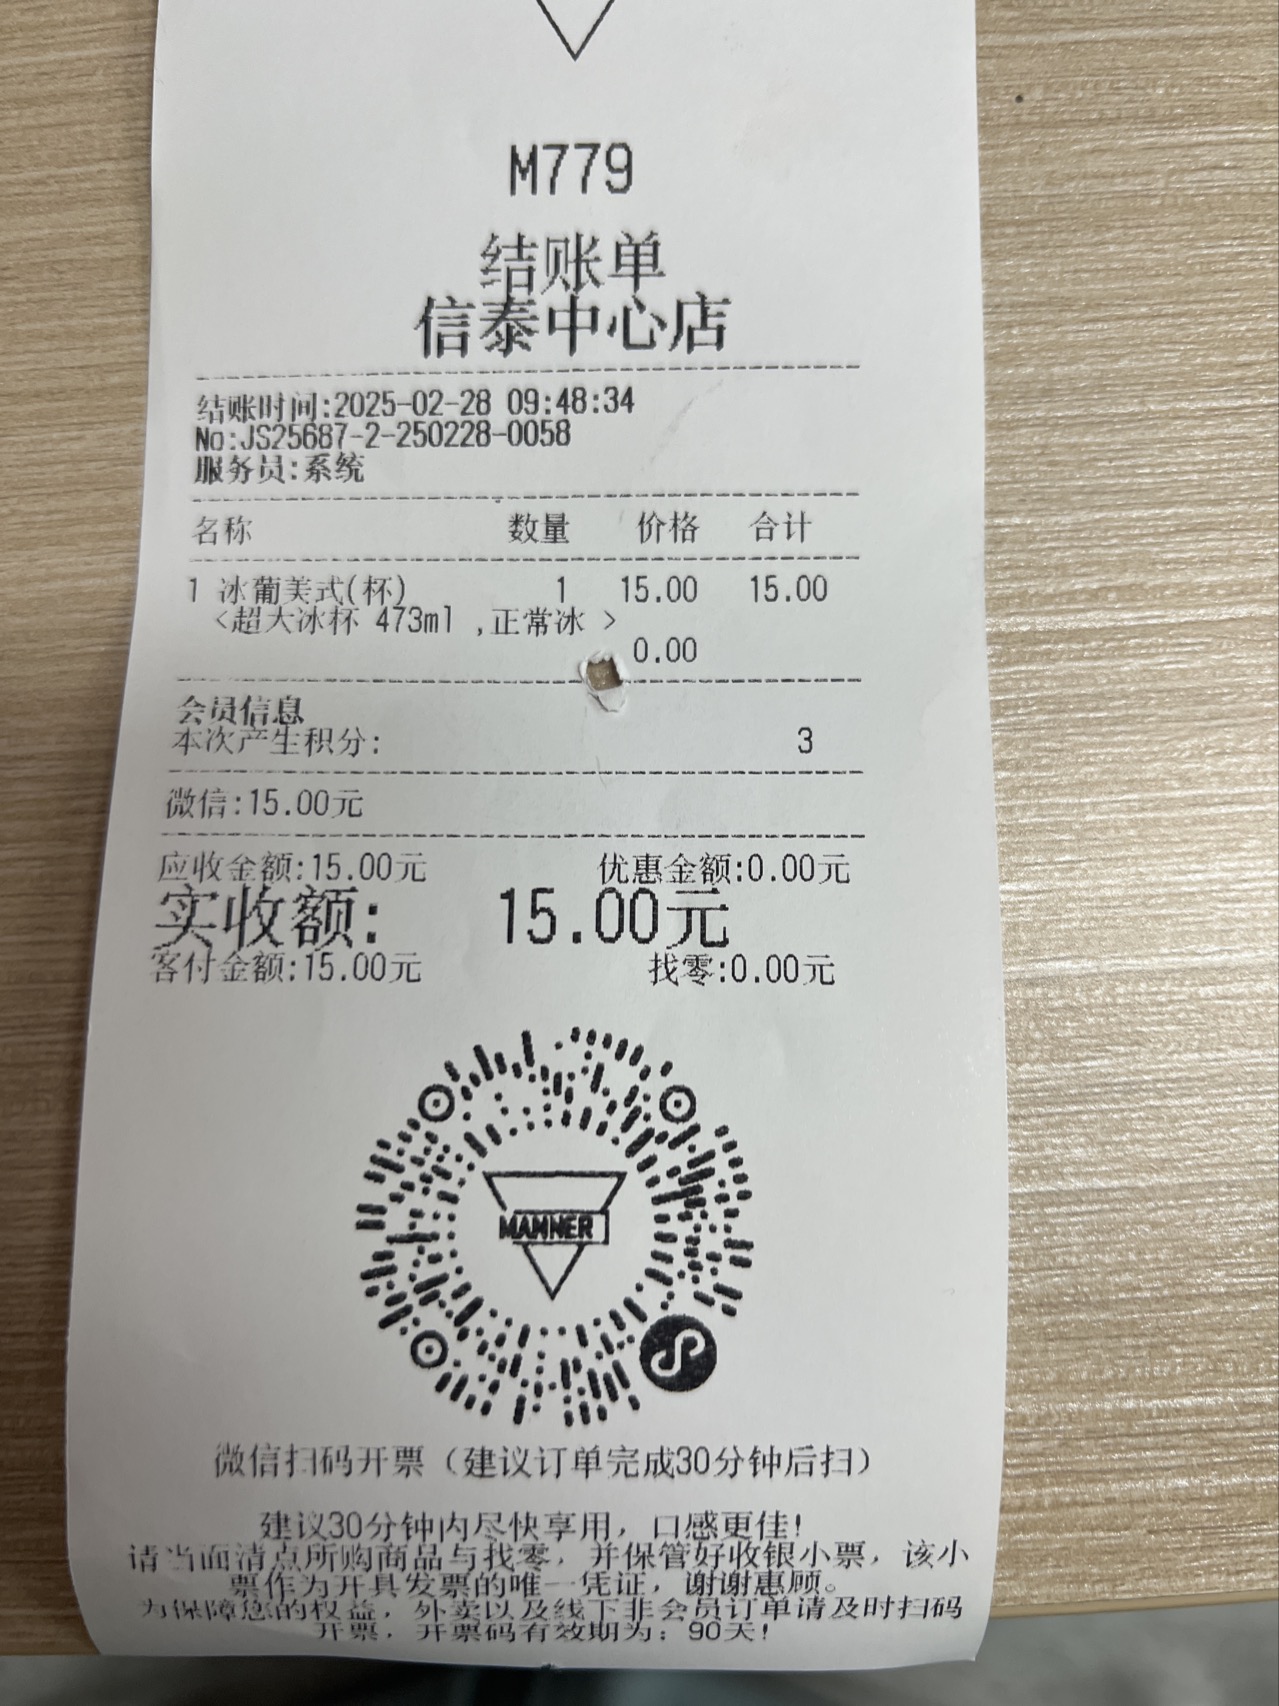 M779
结账单
信泰中心店
结账时间:2025-02-28 09:48:34
No:JS25687-2-250228-0058
服务员:系统
名称 数量 价格 合计
1 冰葡美式(杯) 1 15.00 15.00
<超大冰杯 473ml ,正常冰 >
0.00
会员信息
本次产生积分: 3
微信:15.00元
应收金额:15.00元 优惠金额:0.00元
实收额: 15.00元
客付金额:15.00元 找零:0.00元
MANNER
微信扫码开票（建议订单完成30分钟后扫）
建议30分钟内尽快享用，口感更佳！
请当面清点所购商品与找零，并保管好收银小票，该小
票作为开具发票的唯一凭证，谢谢惠顾。
为保障您的权益，外卖以及线下非会员订单请及时扫码
开票，开票码有效期为：90天！